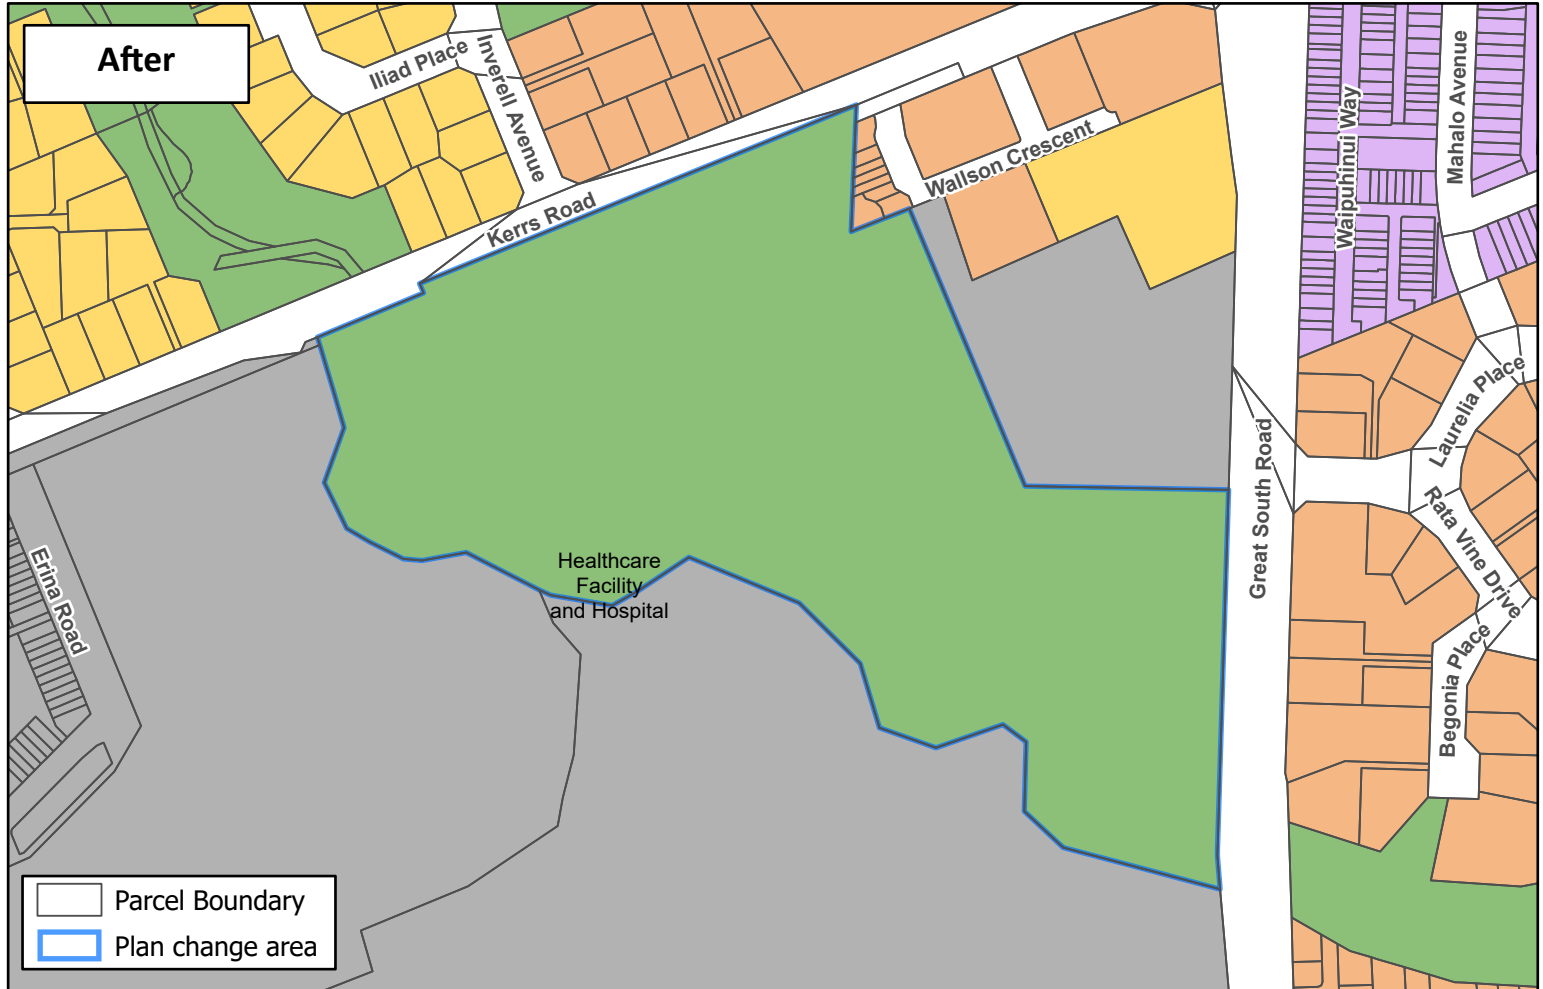 After
Iliad Place
Inverell Avenue
Kerrs Road
Wallson Crescent
Waipuhinui Way
Mahalo Avenue
Laurelia Place
Great South Road
Rata Vine Drive
Begonia Place
Erina Road
Healthcare
Facility
and Hospital
Parcel Boundary
Plan change area